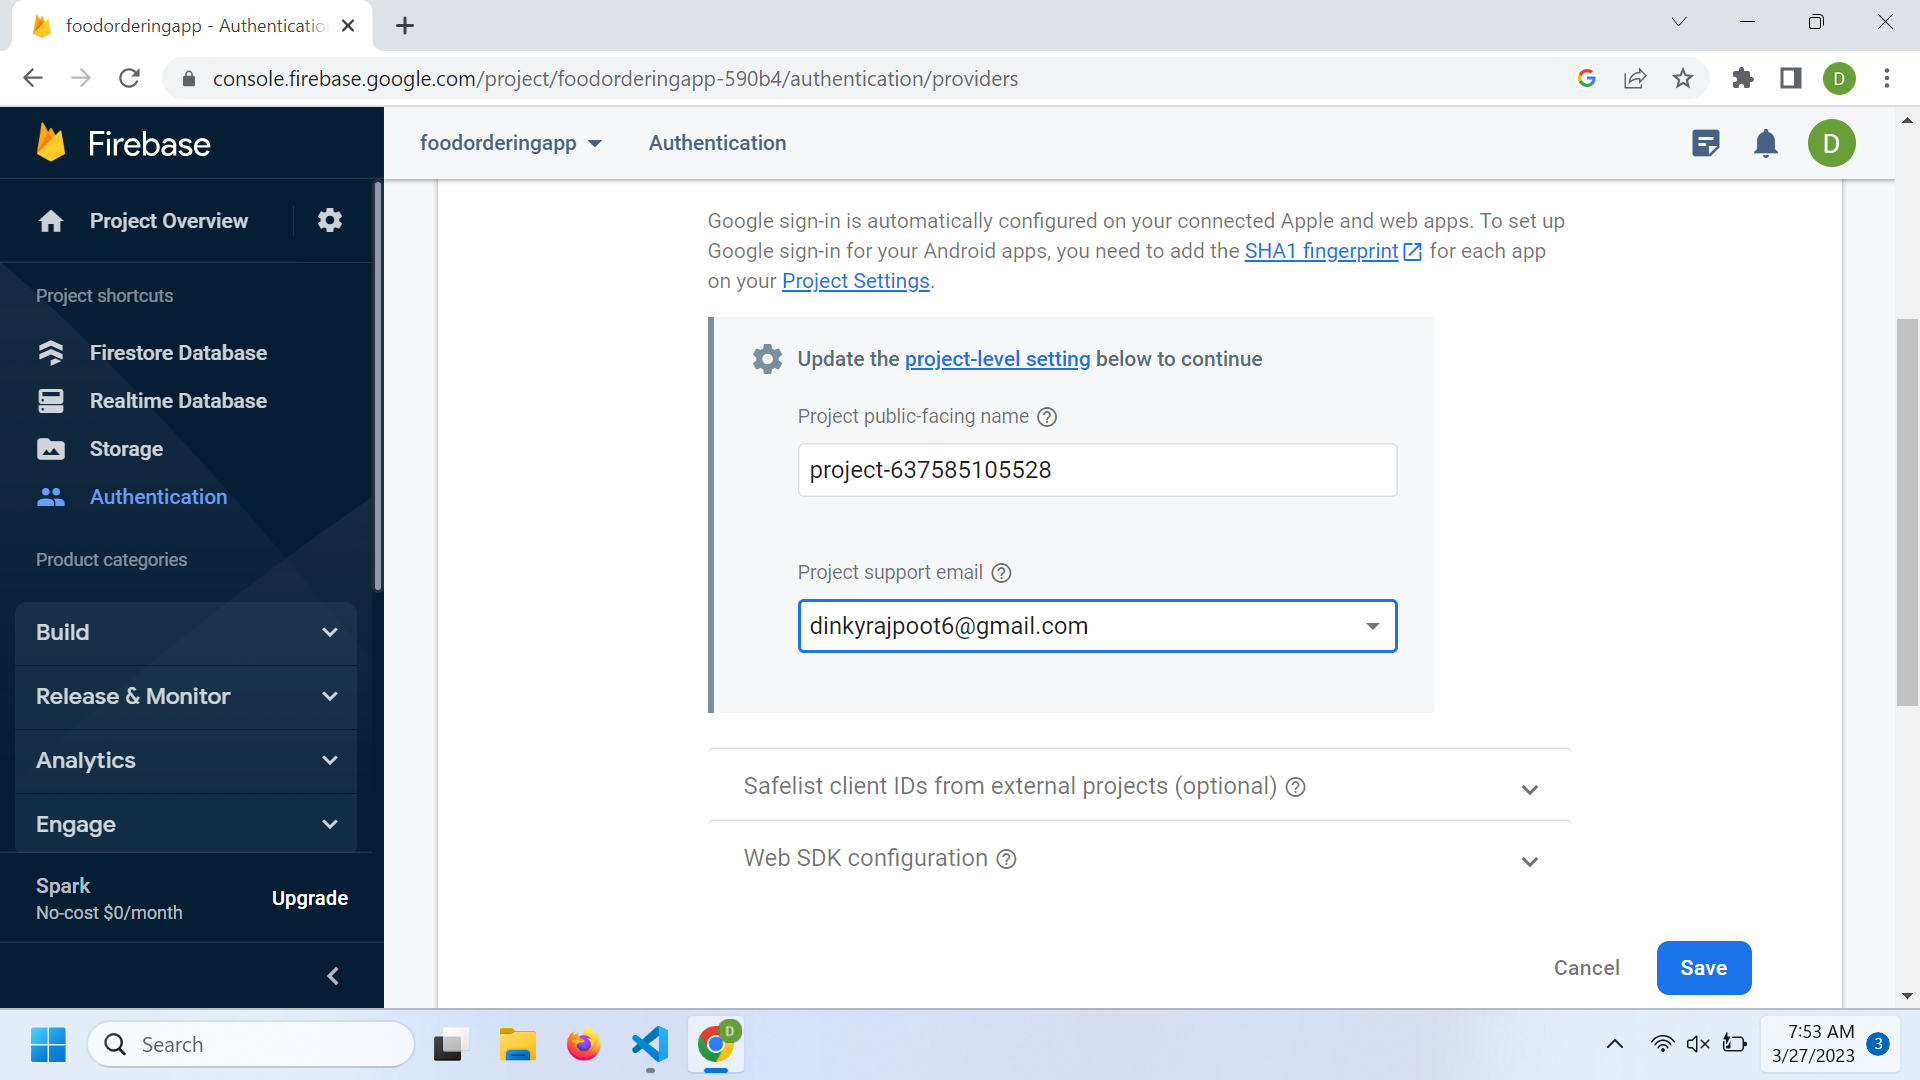 foodorderingapp - Authenticatio
console.firebase.google.com/project/foodorderingapp-590b4/authentication/providers
D
Firebase
foodorderingapp
Authentication
D
Project Overview
Project shortcuts
Firestore Database
Realtime Database
Storage
Authentication
Product categories
Build
Release & Monitor
Analytics
Engage
Spark
No-cost $0/month
Upgrade
Google sign-in is automatically configured on your connected Apple and web apps. To set up
Google sign-in for your Android apps, you need to add the SHA1 fingerprint for each app
on your Project Settings.
Update the project-level setting below to continue
Project public-facing name
project-637585105528
Project support email
dinkyrajpoot6@gmail.com
Safelist client IDs from external projects (optional)
Web SDK configuration
Cancel
Save
Search
D
7:53 AM
3/27/2023
3